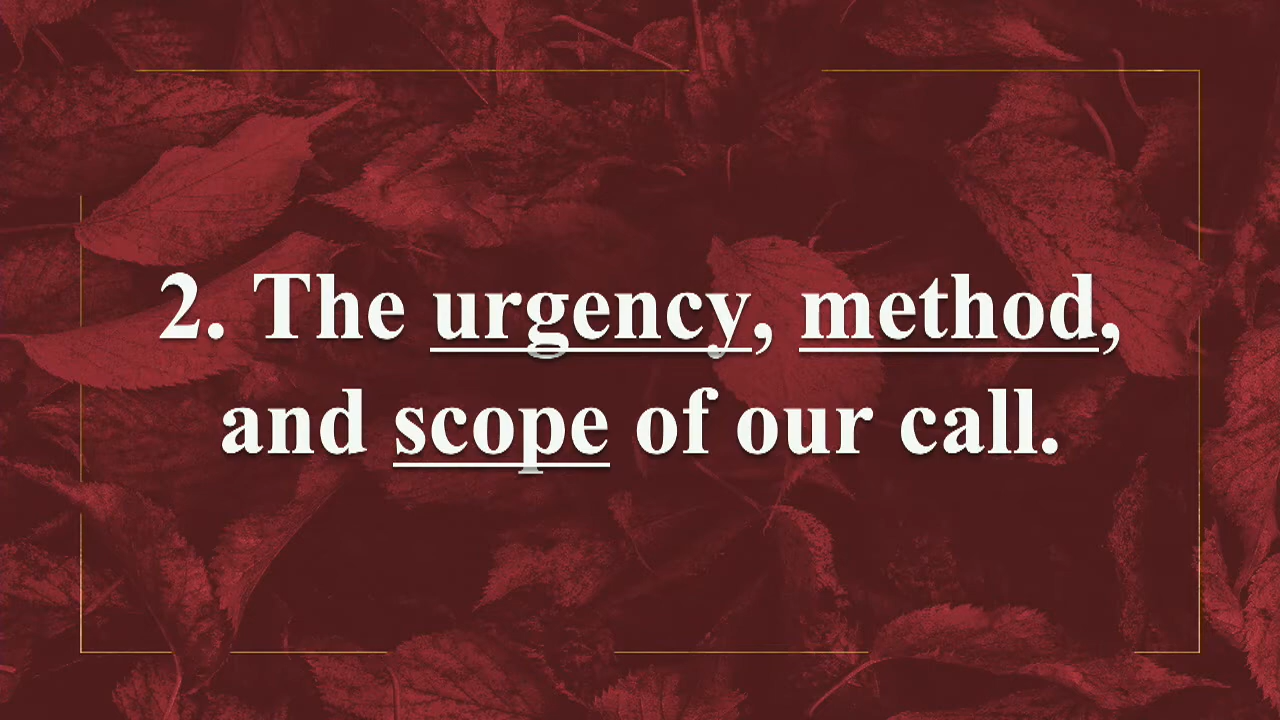 2. The urgency, method,
and scope of our call.